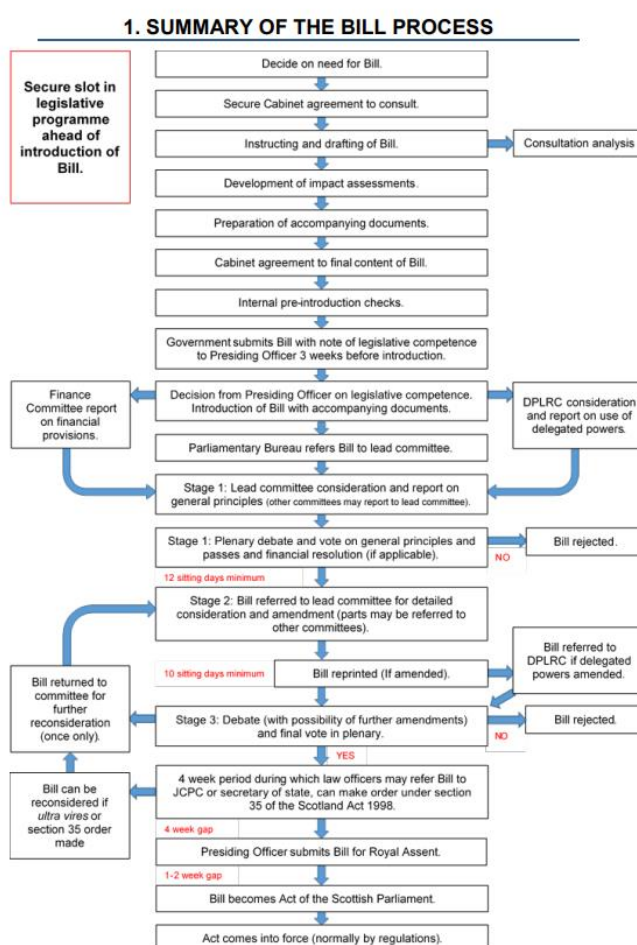 1. SUMMARY OF THE BILL PROCESS
Secure slot in
legislative
programme
ahead of
introduction of
Bill.
Decide on need for Bill.
Secure Cabinet agreement to consult.
Instructing and drafting of Bill.
Consultation analysis
Development of impact assessments.
Preparation of accompanying documents.
Cabinet agreement to final content of Bill.
Internal pre-introduction checks.
Government submits Bill with note of legislative competence
to Presiding Officer 3 weeks before introduction.
Finance
Committee report
on financial
provisions.
Decision from Presiding Officer on legislative competence.
Introduction of Bill with accompanying documents.
DPLRC consideration
and report on use of
delegated powers.
Parliamentary Bureau refers Bill to lead committee.
Stage 1: Lead committee consideration and report on
general principles (other committees may report to lead committee).
Stage 1: Plenary debate and vote on general principles and
passes and financial resolution (if applicable).
NO
Bill rejected.
12 sitting days minimum
Stage 2: Bill referred to lead committee for detailed
consideration and amendment (parts may be referred to
other committees).
10 sitting days minimum
Bill reprinted (If amended).
Bill referred to
DPLRC if delegated
powers amended.
Bill returned to
committee for
further
reconsideration
(once only).
Stage 3: Debate (with possibility of further amendments)
and final vote in plenary.
NO
Bill rejected.
YES
Bill can be
reconsidered if
ultra vires or
section 35 order
made
4 week period during which law officers may refer Bill to
JCPC or secretary of state, can make order under section
35 of the Scotland Act 1998.
4 week gap
Presiding Officer submits Bill for Royal Assent.
1-2 week gap
Bill becomes Act of the Scottish Parliament.
Act comes into force (normally by regulations).